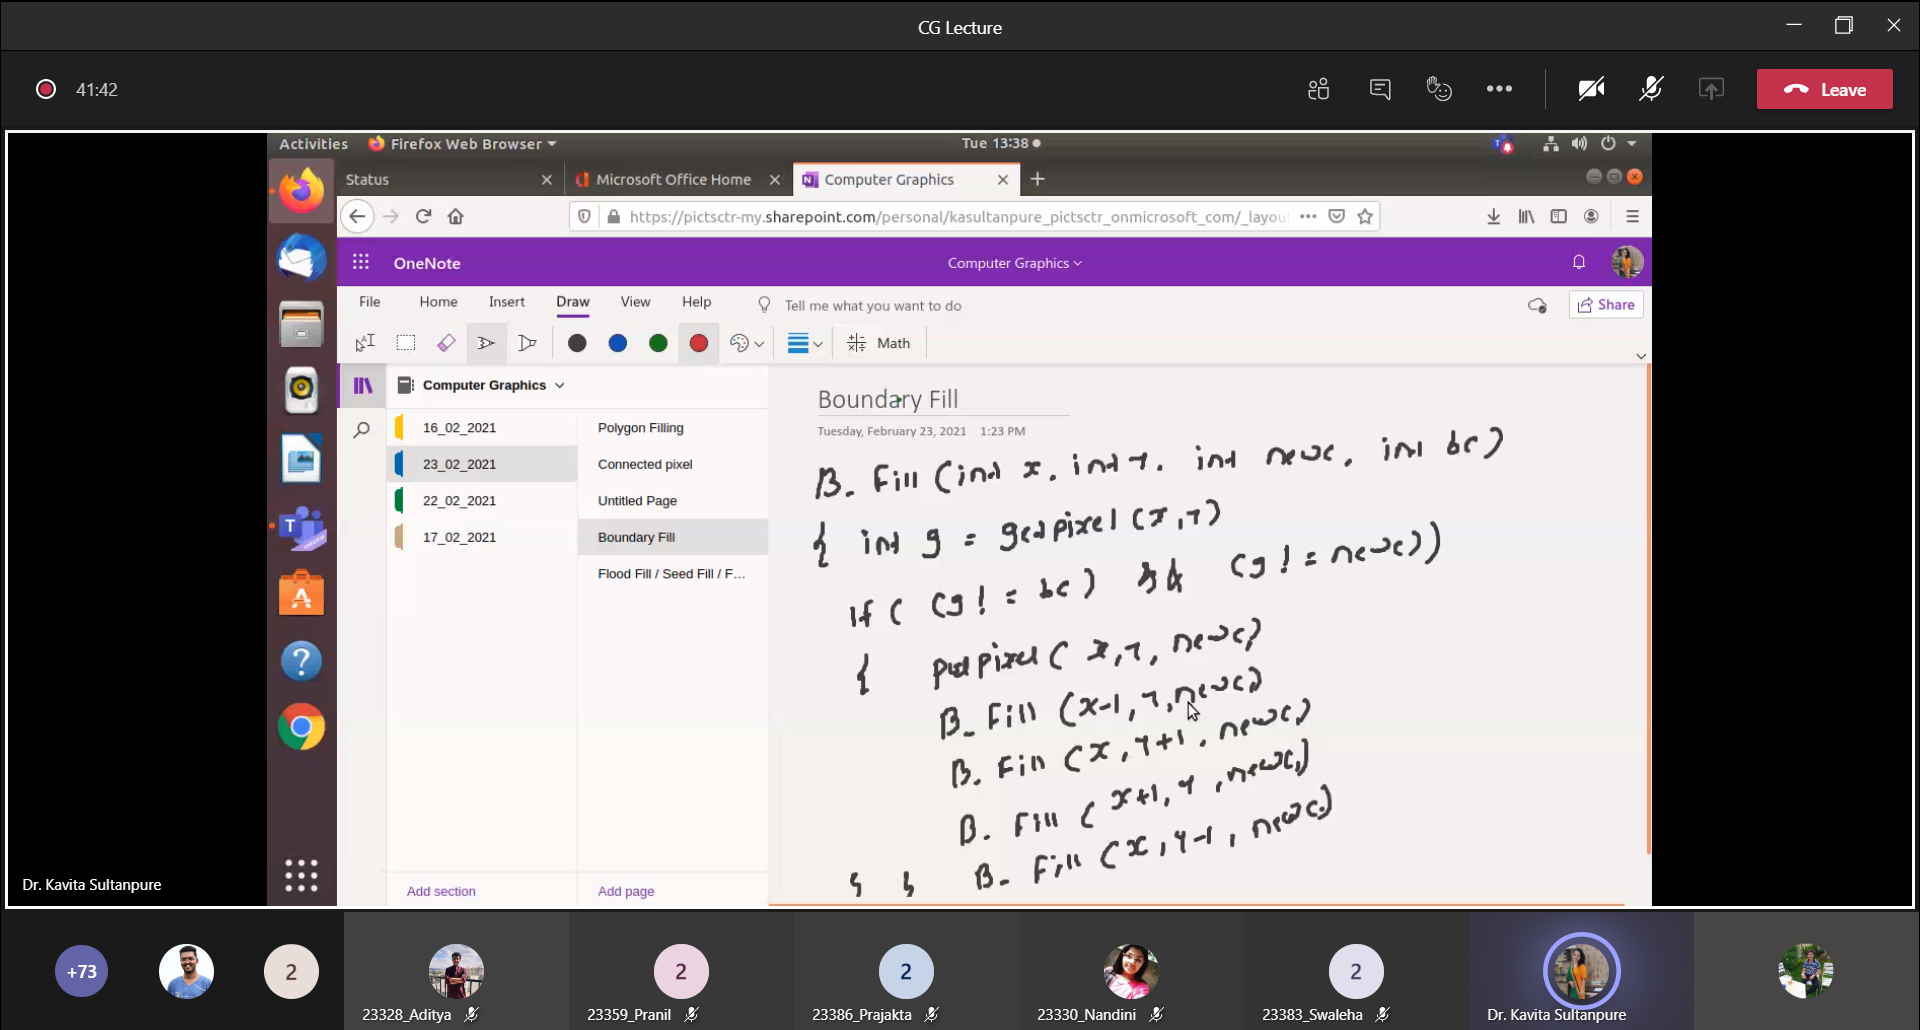 CG Lecture
41:42
Leave
Activities Firefox Web Browser Tue 13:38
Status Microsoft Office Home Computer Graphics
https://pictsctr-my.sharepoint.com/personal/kasultanpure_pictsctr_onmicrosoft_com/_layou
OneNote Computer Graphics
File Home Insert Draw View Help Tell me what you want to do Share
Math
Computer Graphics
16_02_2021
23_02_2021
22_02_2021
17_02_2021
Add section
Polygon Filling
Connected pixel
Untitled Page
Boundary Fill
Flood Fill / Seed Fill / F...
Add page
Boundary Fill
Tuesday, February 23, 2021 1:23 PM
B_ Fill (int x, int y, int newc, int bc)
{ int g = getpixel (x,y)
If ( (g! = bc) && (g! = newc))
{ putpixel ( x,y, newc)
B_ Fill (x-1, y, newc)
B_ Fill (x, y+1, newc)
B_ Fill ( x+1, y, newc)
B_ Fill (x, y-1, newc)
} }
Dr. Kavita Sultanpure
+73
2
23328_Aditya
2
23359_Pranil
2
23386_Prajakta
23330_Nandini
2
23383_Swaleha
Dr. Kavita Sultanpure